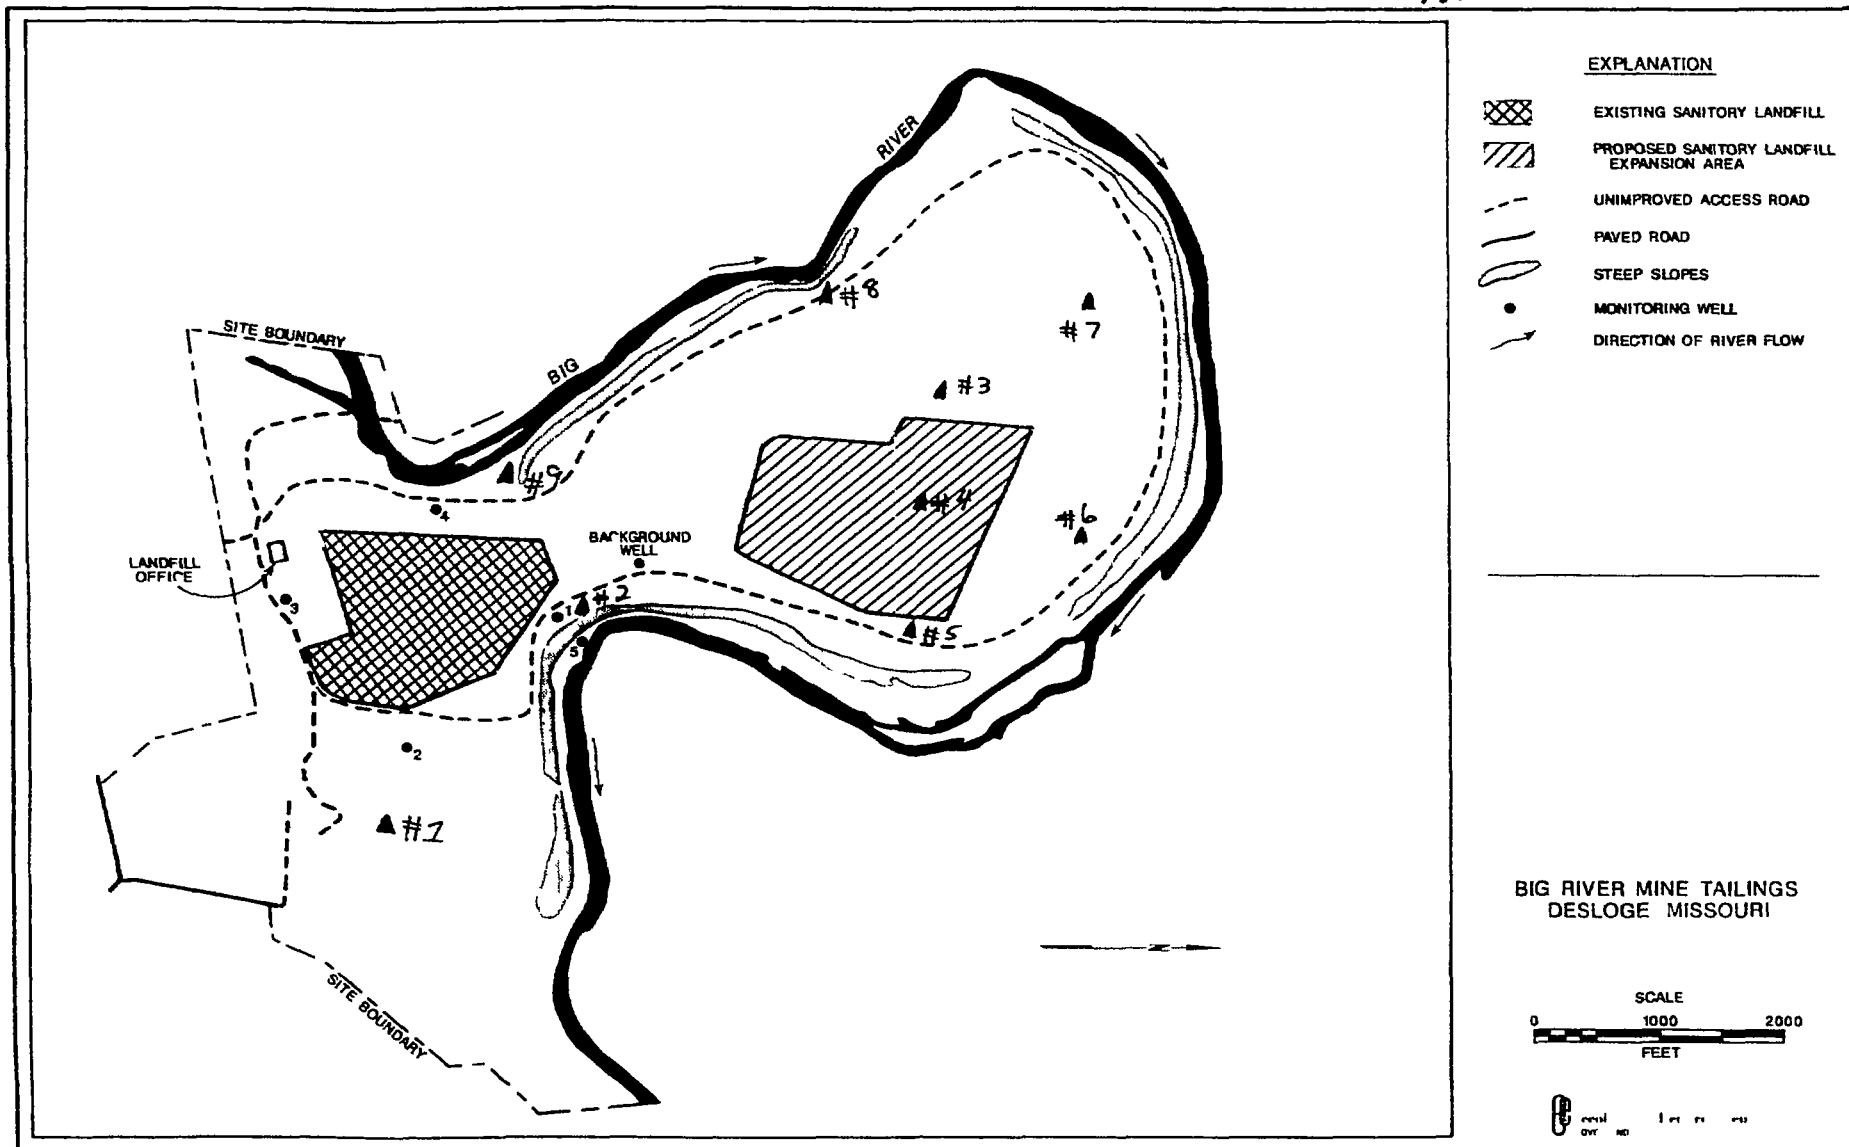 EXPLANATION
EXISTING SANITORY LANDFILL
PROPOSED SANITORY LANDFILL
EXPANSION AREA
UNIMPROVED ACCESS ROAD
PAVED ROAD
STEEP SLOPES
MONITORING WELL
DIRECTION OF RIVER FLOW
RIVER
#8
#7
SITE BOUNDARY
BIG
#3
#9
4
#4
#6
BACKGROUND
WELL
LANDFILL
OFFICE
3
#2
1
#5
5
2
#1
BIG RIVER MINE TAILINGS
DESLOGE MISSOURI
N
SITE BOUNDARY
SCALE
0 1000 2000
FEET